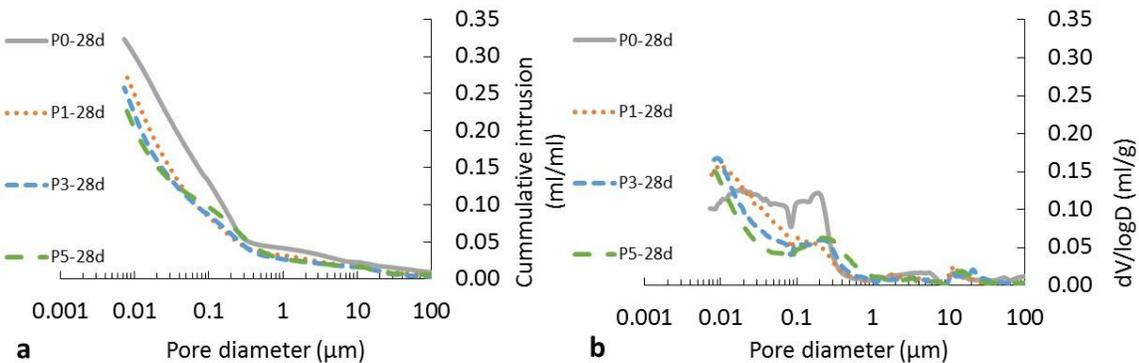 P0-28d
P1-28d
P3-28d
P5-28d
0.35
0.30
0.25
0.20
0.15
0.10
0.05
0.00
Cummulative intrusion
(ml/ml)
0.001 0.01 0.1 1 10 100
a Pore diameter (μm)
P0-28d
P1-28d
P3-28d
P5-28d
0.35
0.30
0.25
0.20
0.15
0.10
0.05
0.00
dV/logD (ml/g)
0.001 0.01 0.1 1 10 100
b Pore diameter (μm)